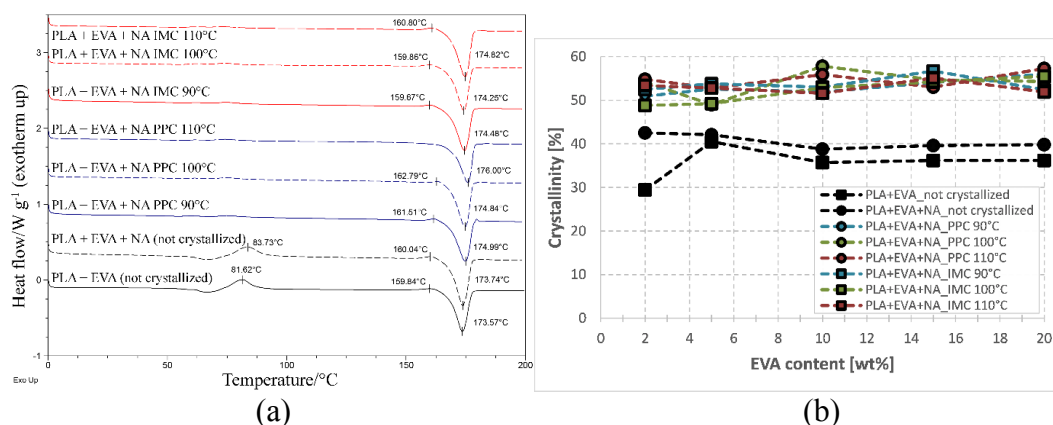 3
2
1
0
-1
Heat flow/W g⁻¹ (exotherm up)
160.80°C
PLA + EVA + NA IMC 110°C
159.86°C
174.82°C
PLA + EVA + NA IMC 100°C
159.67°C
174.25°C
PLA − EVA + NA IMC 90°C
174.48°C
PLA − EVA + NA PPC 110°C
162.79°C
176.00°C
PLA − EVA + NA PPC 100°C
161.51°C
174.84°C
PLA − EVA + NA PPC 90°C
174.99°C
PLA + EVA + NA (not crystallized)
83.73°C
160.04°C
81.62°C
173.74°C
PLA − EVA (not crystallized)
159.84°C
173.57°C
0 50 100 150 200
Exo Up
Temperature/°C
(a)
60
50
40
30
20
10
0
Crystallinity [%]
PLA+EVA_not crystallized
PLA+EVA+NA_not crystallized
PLA+EVA+NA_PPC 90°C
PLA+EVA+NA_PPC 100°C
PLA+EVA+NA_PPC 110°C
PLA+EVA+NA_IMC 90°C
PLA+EVA+NA_IMC 100°C
PLA+EVA+NA_IMC 110°C
0 2 4 6 8 10 12 14 16 18 20
EVA content [wt%]
(b)